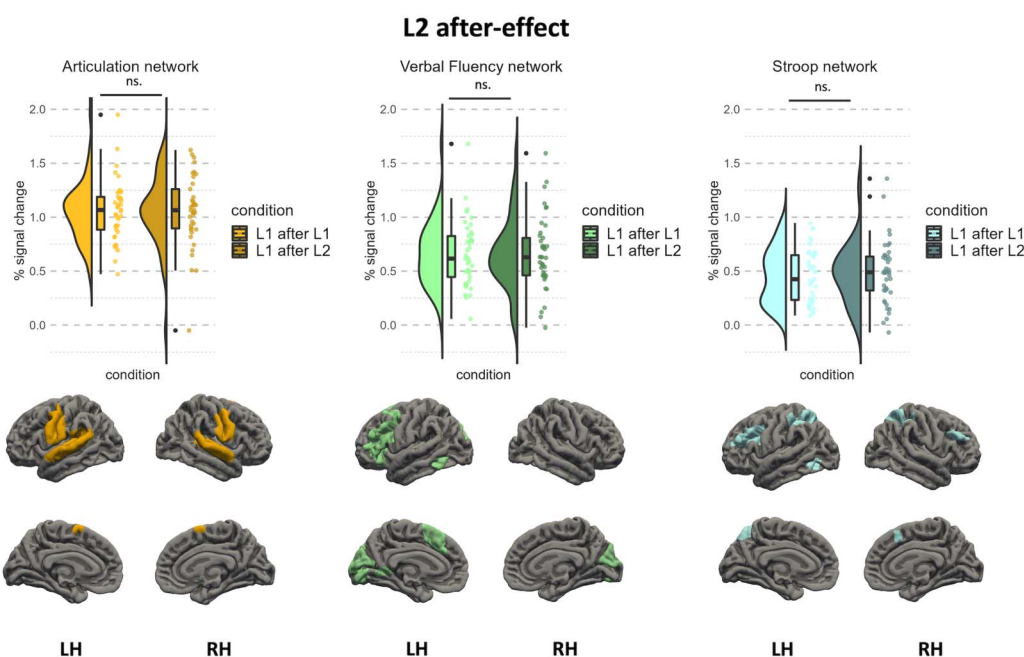 L2 after-effect
Articulation network
ns.
% signal change
2.0
1.5
1.0
0.5
0.0
condition
condition
L1 after L1
L1 after L2
Verbal Fluency network
ns.
% signal change
2.0
1.5
1.0
0.5
0.0
condition
condition
L1 after L1
L1 after L2
Stroop network
ns.
% signal change
2.0
1.5
1.0
0.5
0.0
condition
condition
L1 after L1
L1 after L2
LH RH
LH RH
LH RH